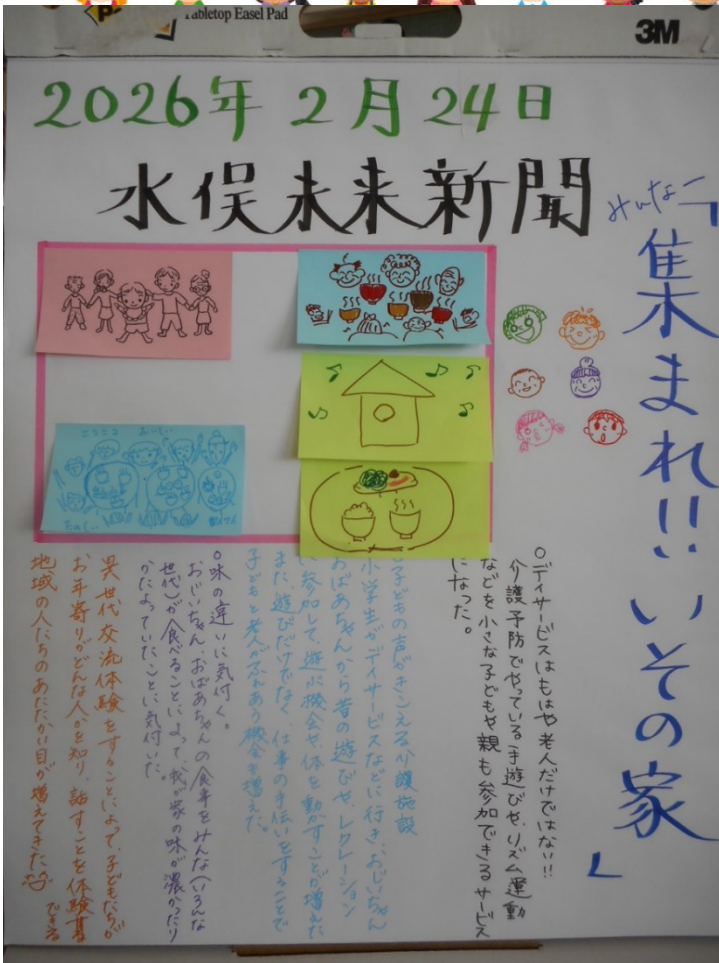 Tabletop Easel Pad
3M
2026年 2月 24日
水俣未来新聞
みんなー
「集まれ!!いその家」
ニコニコ おいしー
たのしい
○デイサービスはもはや老人だけではない!!
介護予防でやっている手遊びや、リズム運動
などを小さな子どもや親も参加できるサービス
になった。
子どもの声がきこえる介護施設
小学生がデイサービスなどに行き、おじいちゃん
おばあちゃんから昔の遊びや、レクレーション
に参加して、遊ぶ機会や、体を動かすことが増えた
また、遊びだけでなく、仕事の手伝いをすることで
子どもと老人がふれあう機会も増えた。
○味の違いに気付く。
おじいちゃん、おばあちゃんの食事をみんな(いろんな
世代)が食べることによって、我が家の味が濃かったり
かたよっていたことに気付いた。
異世代交流体験をすることによって、子どもたちが
お年寄りがどんな人かを知り、話すことを体験する
地域の人たちのあたたかい目が増えてきた